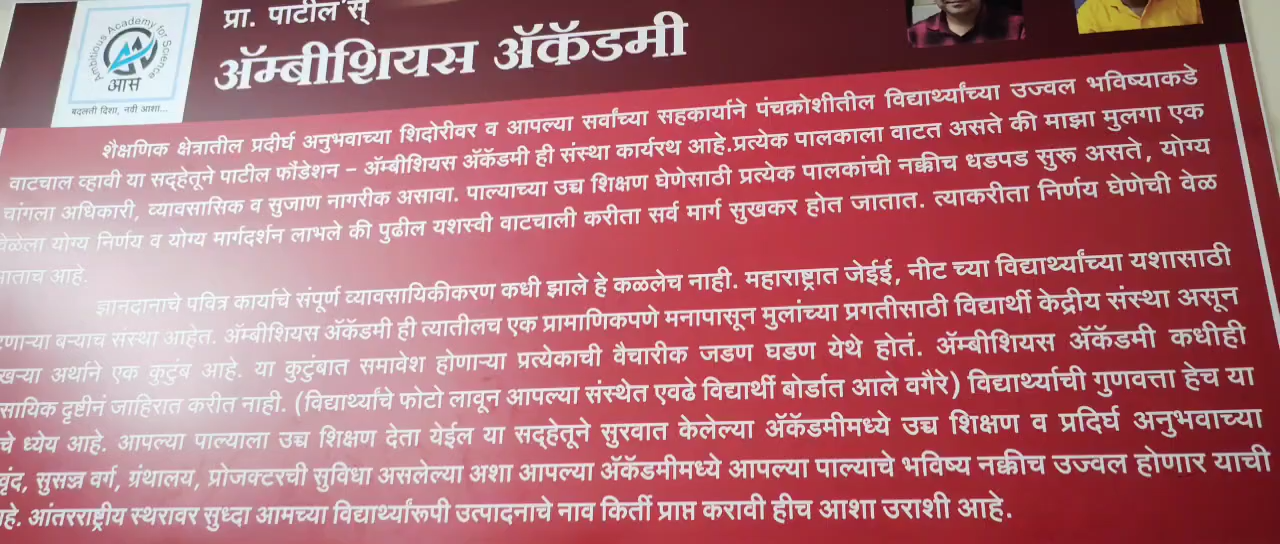 Ambitious Academy for Science
आस
बदलती दिशा, नवी आशा...
प्रा. पाटील'स्
ॲम्बीशियस ॲकॅडमी
शैक्षणिक क्षेत्रातील प्रदीर्घ अनुभवाच्या शिदोरीवर व आपल्या सर्वांच्या सहकार्याने पंचक्रोशीतील विद्यार्थ्यांच्या उज्वल भविष्याकडे
वाटचाल व्हावी या सद्हेतूने पाटील फौंडेशन – ॲम्बीशियस ॲकॅडमी ही संस्था कार्यरथ आहे.प्रत्येक पालकाला वाटत असते की माझा मुलगा एक
चांगला अधिकारी, व्यावसासिक व सुजाण नागरीक असावा. पाल्याच्या उच्च शिक्षण घेणेसाठी प्रत्येक पालकांची नक्कीच धडपड सुरू असते, योग्य
वेळेला योग्य निर्णय व योग्य मार्गदर्शन लाभले की पुढील यशस्वी वाटचाली करीता सर्व मार्ग सुखकर होत जातात. त्याकरीता निर्णय घेणेची वेळ
आताच आहे.
ज्ञानदानाचे पवित्र कार्याचे संपूर्ण व्यावसायिकीकरण कधी झाले हे कळलेच नाही. महाराष्ट्रात जेईई, नीट च्या विद्यार्थ्यांच्या यशासाठी
बऱ्याच संस्था आहेत. ॲम्बीशियस ॲकॅडमी ही त्यातीलच एक प्रामाणिकपणे मनापासून मुलांच्या प्रगतीसाठी विद्यार्थी केंद्रीय संस्था असून
खऱ्या अर्थाने एक कुटुंब आहे. या कुटुंबात समावेश होणाऱ्या प्रत्येकाची वैचारीक जडण घडण येथे होतं. ॲम्बीशियस ॲकॅडमी कधीही
दृष्टीनं जाहिरात करीत नाही. (विद्यार्थ्यांचे फोटो लावून आपल्या संस्थेत एवढे विद्यार्थी बोर्डात आले वगैरे) विद्यार्थ्यांची गुणवत्ता हेच या
चे ध्येय आहे. आपल्या पाल्याला उच्च शिक्षण देता येईल या सद्हेतूने सुरवात केलेल्या ॲकॅडमीमध्ये उच्च शिक्षण व प्रदिर्घ अनुभवाच्या
वृंद, सुसज्ज वर्ग, ग्रंथालय, प्रोजक्टरची सुविधा असलेल्या अशा आपल्या ॲकॅडमीमध्ये आपल्या पाल्याचे भविष्य नक्कीच उज्वल होणार याची
हे. आंतरराष्ट्रीय स्थरावर सुध्दा आमच्या विद्यार्थ्यांरूपी उत्पादनाचे नाव किर्ती प्राप्त करावी हीच आशा उराशी आहे.